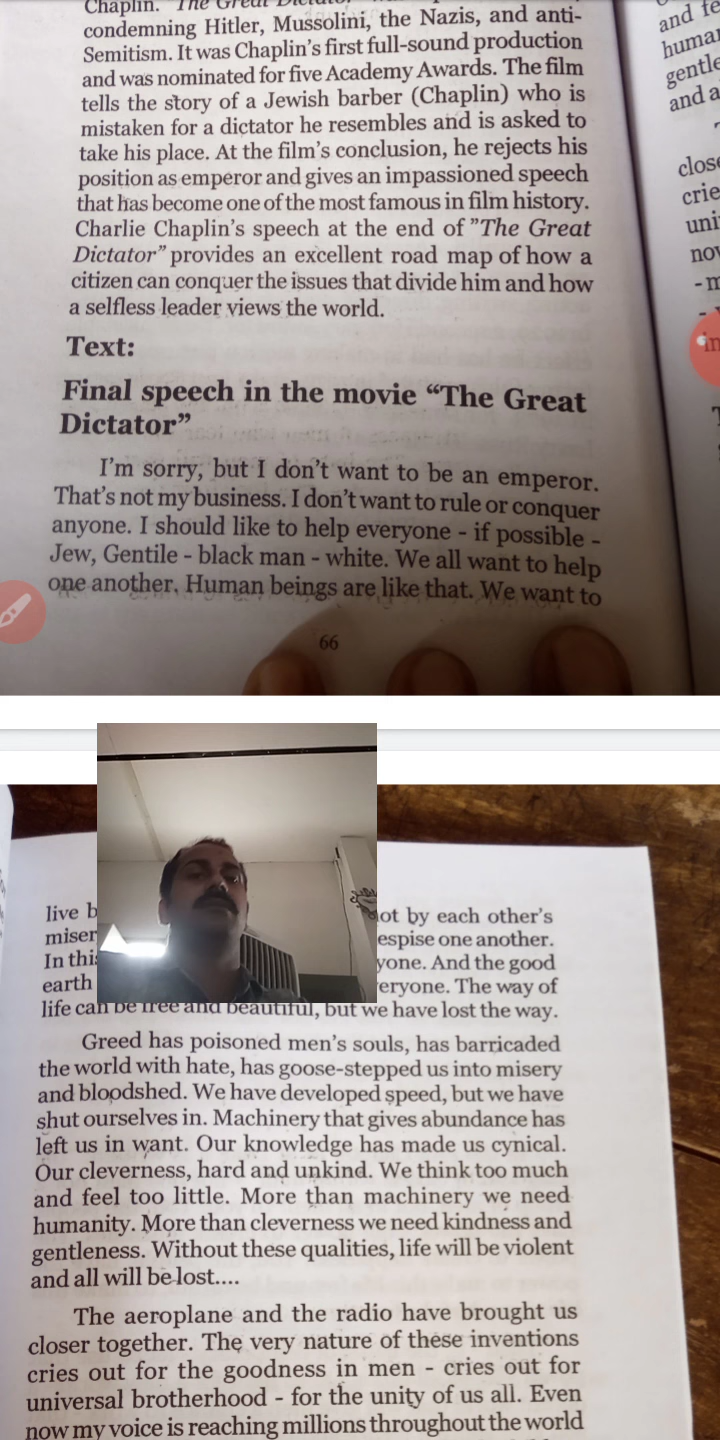 Chaplin. The Great
condemning Hitler, Mussolini, the Nazis, and anti-
Semitism. It was Chaplin's first full-sound production
and was nominated for five Academy Awards. The film
tells the story of a Jewish barber (Chaplin) who is
mistaken for a dictator he resembles and is asked to
take his place. At the film's conclusion, he rejects his
position as emperor and gives an impassioned speech
that has become one of the most famous in film history.
Charlie Chaplin's speech at the end of "The Great
Dictator" provides an excellent road map of how a
citizen can conquer the issues that divide him and how
a selfless leader views the world.
Text:
Final speech in the movie “The Great
Dictator”
I'm sorry, but I don't want to be an emperor.
That's not my business. I don't want to rule or conquer
anyone. I should like to help everyone - if possible -
Jew, Gentile - black man - white. We all want to help
one another. Human beings are like that. We want to
66
and
gentle
and a
close
crie
uni
live
ot by each other's
espise one another.
In
yone. And the good
earth
eryone. The way of
life can be free and beautiful, but we have lost the way.
Greed has poisoned men's souls, has barricaded
the world with hate, has goose-stepped us into misery
and bloodshed. We have developed speed, but we have
shut ourselves in. Machinery that gives abundance has
left us in want. Our knowledge has made us cynical.
Our cleverness, hard and unkind. We think too much
and feel too little. More than machinery we need
humanity. More than cleverness we need kindness and
gentleness. Without these qualities, life will be violent
and all will be lost....
The aeroplane and the radio have brought us
closer together. The very nature of these inventions
cries out for the goodness in men - cries out for
universal brotherhood - for the unity of us all. Even
now my voice is reaching millions throughout the world